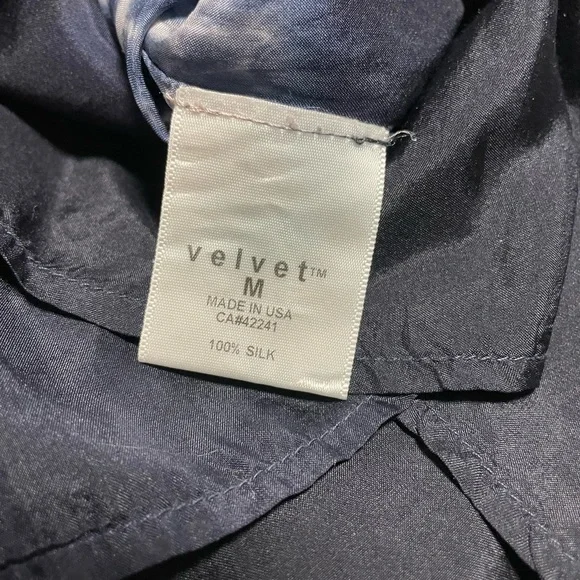 velvet™
M
MADE IN USA
CA#42241
100% SILK